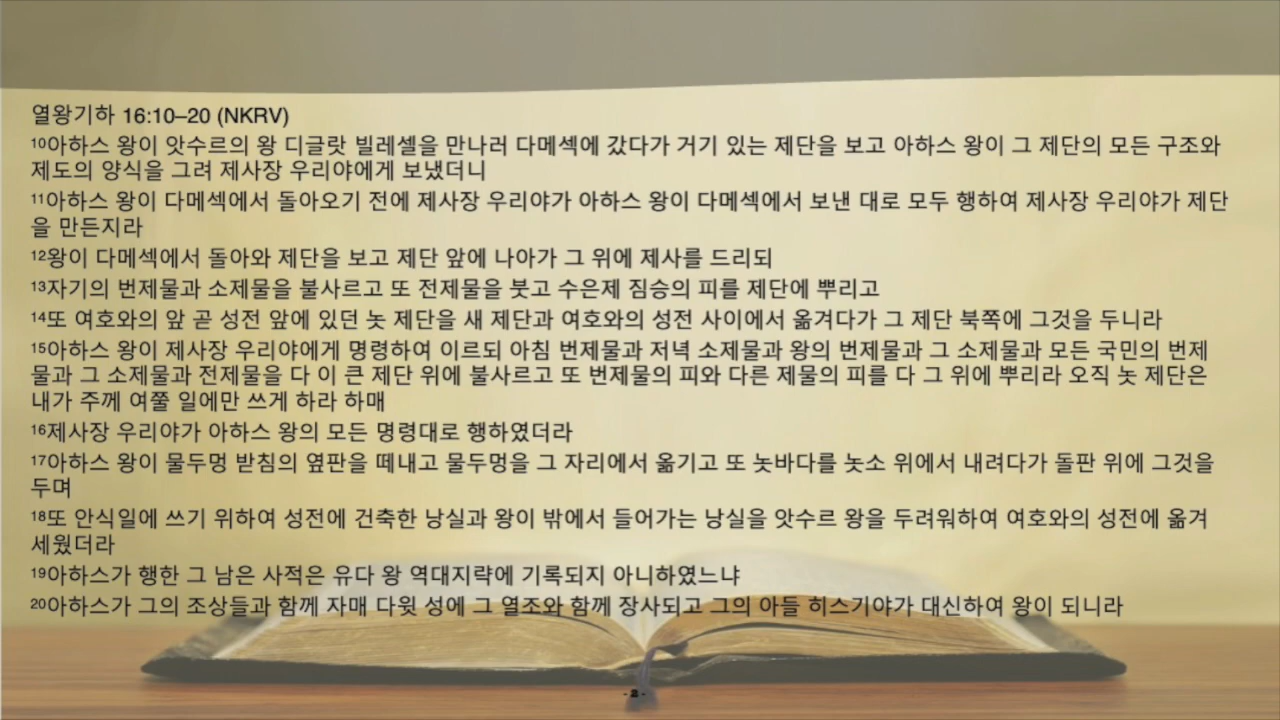 열왕기하 16:10–20 (NKRV)
¹⁰아하스 왕이 앗수르의 왕 디글랏 빌레셀을 만나러 다메섹에 갔다가 거기 있는 제단을 보고 아하스 왕이 그 제단의 모든 구조와
제도의 양식을 그려 제사장 우리야에게 보냈더니
¹¹아하스 왕이 다메섹에서 돌아오기 전에 제사장 우리야가 아하스 왕이 다메섹에서 보낸 대로 모두 행하여 제사장 우리야가 제단
을 만든지라
¹²왕이 다메섹에서 돌아와 제단을 보고 제단 앞에 나아가 그 위에 제사를 드리되
¹³자기의 번제물과 소제물을 불사르고 또 전제물을 붓고 수은제 짐승의 피를 제단에 뿌리고
¹⁴또 여호와의 앞 곧 성전 앞에 있던 놋 제단을 새 제단과 여호와의 성전 사이에서 옮겨다가 그 제단 북쪽에 그것을 두니라
¹⁵아하스 왕이 제사장 우리야에게 명령하여 이르되 아침 번제물과 저녁 소제물과 왕의 번제물과 그 소제물과 모든 국민의 번제
물과 그 소제물과 전제물을 다 이 큰 제단 위에 불사르고 또 번제물의 피와 다른 제물의 피를 다 그 위에 뿌리라 오직 놋 제단은
내가 주께 여쭐 일에만 쓰게 하라 하매
¹⁶제사장 우리야가 아하스 왕의 모든 명령대로 행하였더라
¹⁷아하스 왕이 물두멍 받침의 옆판을 떼내고 물두멍을 그 자리에서 옮기고 또 놋바다를 놋소 위에서 내려다가 돌판 위에 그것을
두며
¹⁸또 안식일에 쓰기 위하여 성전에 건축한 낭실과 왕이 밖에서 들어가는 낭실을 앗수르 왕을 두려워하여 여호와의 성전에 옮겨
세웠더라
¹⁹아하스가 행한 그 남은 사적은 유다 왕 역대지략에 기록되지 아니하였느냐
²⁰아하스가 그의 조상들과 함께 자매 다윗 성에 그 열조와 함께 장사되고 그의 아들 히스기야가 대신하여 왕이 되니라
- 2 -